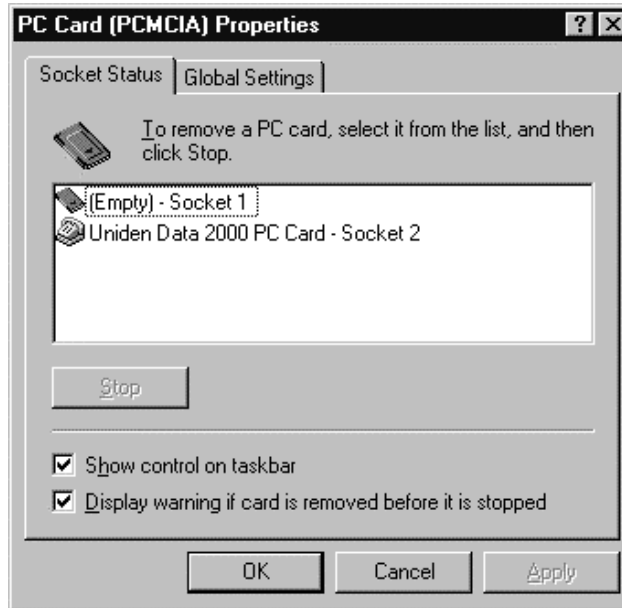 PC Card (PCMCIA) Properties
Socket Status
Global Settings
To remove a PC card, select it from the list, and then
click Stop.
(Empty) - Socket 1
Uniden Data 2000 PC Card - Socket 2
Stop
Show control on taskbar
Display warning if card is removed before it is stopped
OK
Cancel
Apply